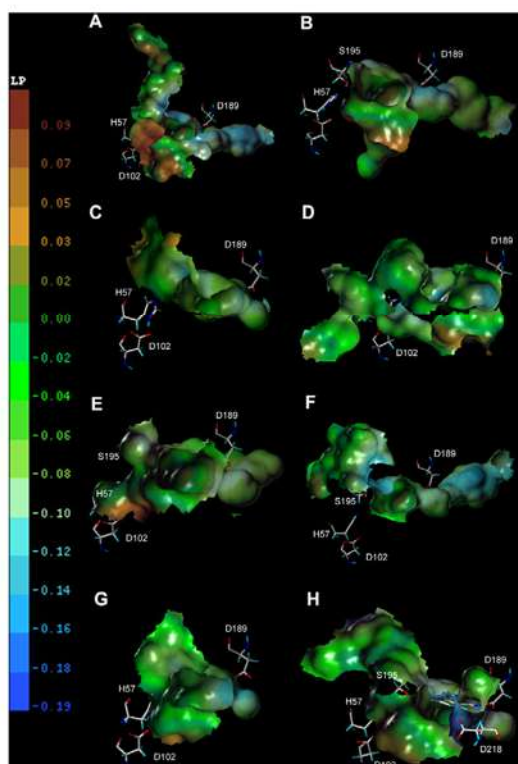 LP
0.09
0.07
0.05
0.03
0.02
0.00
-0.02
-0.04
-0.06
-0.08
-0.10
-0.12
-0.14
-0.16
-0.18
-0.19
A
D189
H57
D102
B
S195
D189
H57
C
D189
H57
D102
D
D189
D102
E
D189
S195
H57
D102
F
D189
S195
H57
D102
G
D189
H57
D102
H
D189
S195
H57
D218
D102